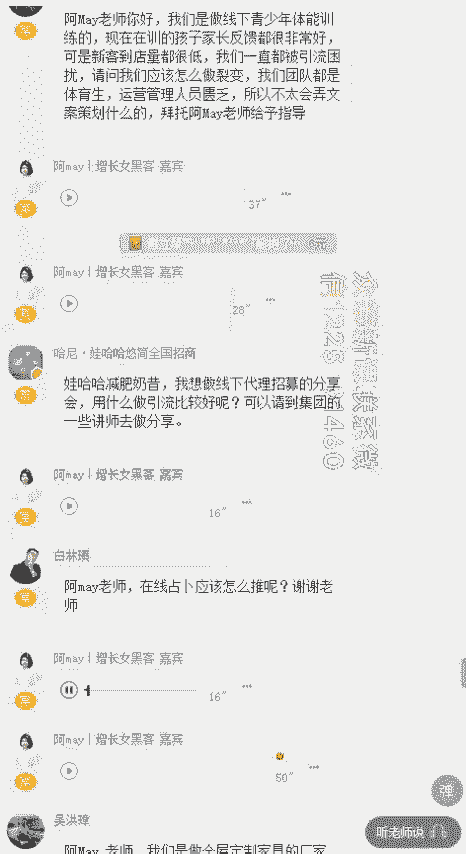 阿May老师你好，我们是做线下青少年体能训
练的，现在在训的孩子家长反馈都很非常好，
可是新客到店量都很低，我们一直都被引流困
扰，请问我们应该怎么做裂变，我们团队都是
体育生，运营管理人员匮乏，所以不太会弄文
案策划什么的，拜托阿May老师给予指导
阿may丨增长女黑客 嘉宾
37"
阿may丨增长女黑客 嘉宾
28"
哈尼·娃哈哈悠简全国招商
娃哈哈减肥奶昔，我想做线下代理招募的分享
会，用什么做引流比较好呢？可以请到集团的
一些讲师去做分享。
阿may丨增长女黑客 嘉宾
16"
阿may老师，在线占卜应该怎么推呢？谢谢老
师
阿may丨增长女黑客 嘉宾
16"
阿may丨增长女黑客 嘉宾
50"
弹
吴洪璋
听老师说
阿May 老师，我们是做全屋定制家具的厂家